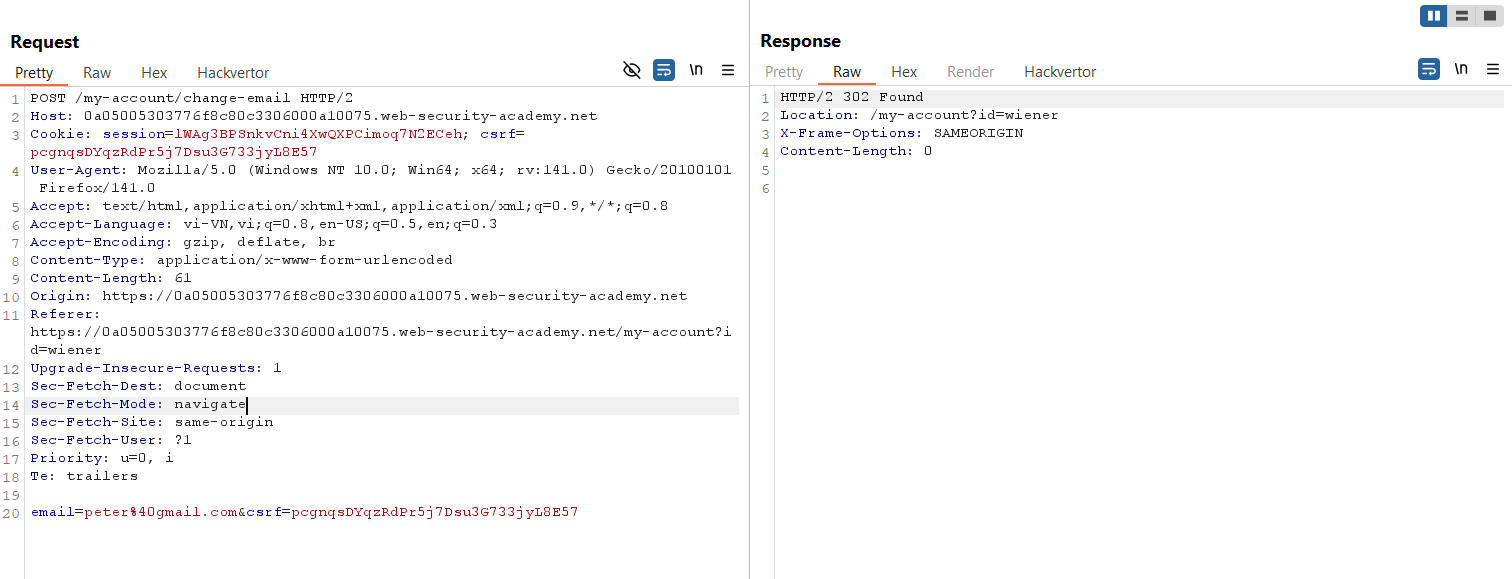 Request
Pretty Raw Hex Hackvertor \n
1 POST /my-account/change-email HTTP/2
2 Host: 0a05005303776f8c80c3306000a10075.web-security-academy.net
3 Cookie: session=lWAg3BPSnkvCni4XwQXPCimoq7N2ECeh; csrf=
pcgnqsDYqzRdPr5j7Dsu3G733jyL8E57
4 User-Agent: Mozilla/5.0 (Windows NT 10.0; Win64; x64; rv:141.0) Gecko/20100101
Firefox/141.0
5 Accept: text/html,application/xhtml+xml,application/xml;q=0.9,*/*;q=0.8
6 Accept-Language: vi-VN,vi;q=0.8,en-US;q=0.5,en;q=0.3
7 Accept-Encoding: gzip, deflate, br
8 Content-Type: application/x-www-form-urlencoded
9 Content-Length: 61
10 Origin: https://0a05005303776f8c80c3306000a10075.web-security-academy.net
11 Referer:
https://0a05005303776f8c80c3306000a10075.web-security-academy.net/my-account?i
d=wiener
12 Upgrade-Insecure-Requests: 1
13 Sec-Fetch-Dest: document
14 Sec-Fetch-Mode: navigate
15 Sec-Fetch-Site: same-origin
16 Sec-Fetch-User: ?1
17 Priority: u=0, i
18 Te: trailers
19
20 email=peter%40gmail.com&csrf=pcgnqsDYqzRdPr5j7Dsu3G733jyL8E57
Response
Pretty Raw Hex Render Hackvertor \n
1 HTTP/2 302 Found
2 Location: /my-account?id=wiener
3 X-Frame-Options: SAMEORIGIN
4 Content-Length: 0
5
6